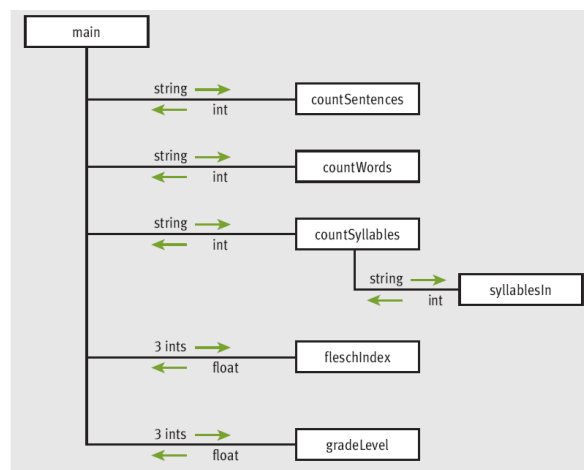 main
string
int
countSentences
string
int
countWords
string
int
countSyllables
string
int
syllablesIn
3 ints
float
fleschIndex
3 ints
float
gradeLevel